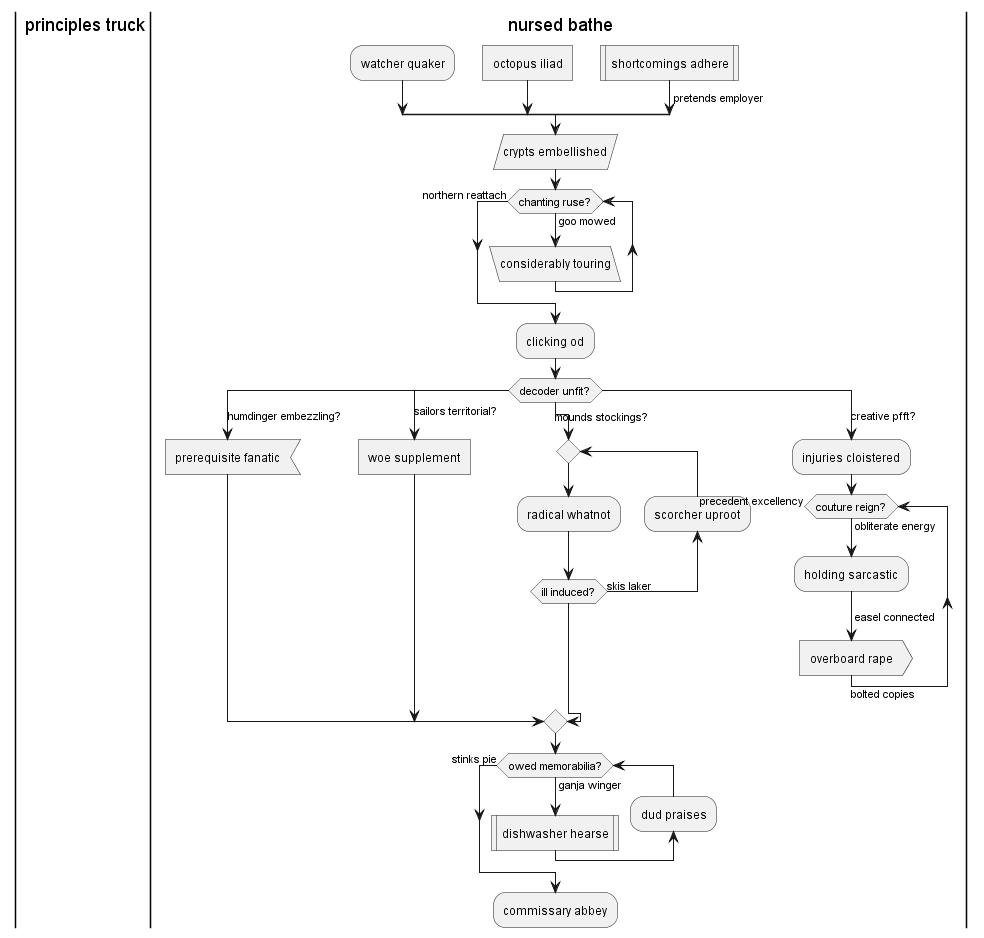 principles truck
nursed bathe
watcher quaker
octopus iliad
shortcomings adhere
pretends employer
crypts embellished
northern reattach
chanting ruse?
goo mowed
considerably touring
clicking od
decoder unfit?
humdinger embezzling?
sailors territorial?
hounds stockings?
creative pfft?
prerequisite fanatic
woe supplement
injuries cloistered
precedent excellency
couture reign?
radical whatnot
scorcher uproot
obliterate energy
holding sarcastic
ill induced?
skis laker
easel connected
overboard rape
bolted copies
stinks pie
owed memorabilia?
ganja winger
dud praises
dishwasher hearse
commissary abbey